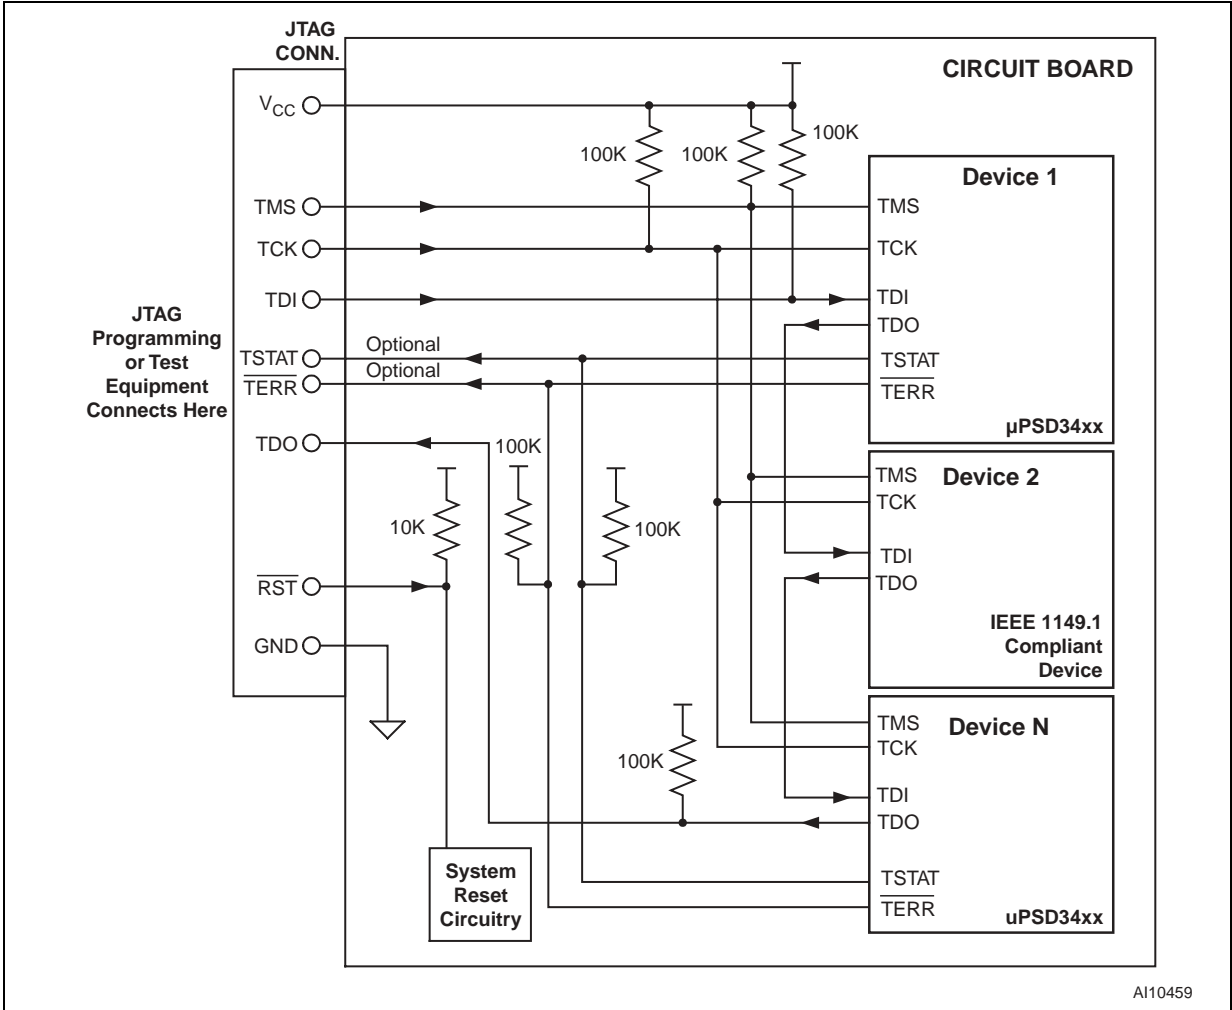 JTAG
CONN.
CIRCUIT BOARD
VCC
100K
100K
100K
Device 1
TMS
TMS
TCK
TCK
TDI
TDI
TDO
JTAG
Programming
or Test
Equipment
Connects Here
TSTAT
Optional
TSTAT
TERR
Optional
TERR
µPSD34xx
TDO
100K
TMS
Device 2
TCK
10K
100K
TDI
RST
TDO
IEEE 1149.1
Compliant
Device
GND
TMS
Device N
TCK
100K
TDI
TDO
System
Reset
Circuitry
TSTAT
TERR
uPSD34xx
AI10459